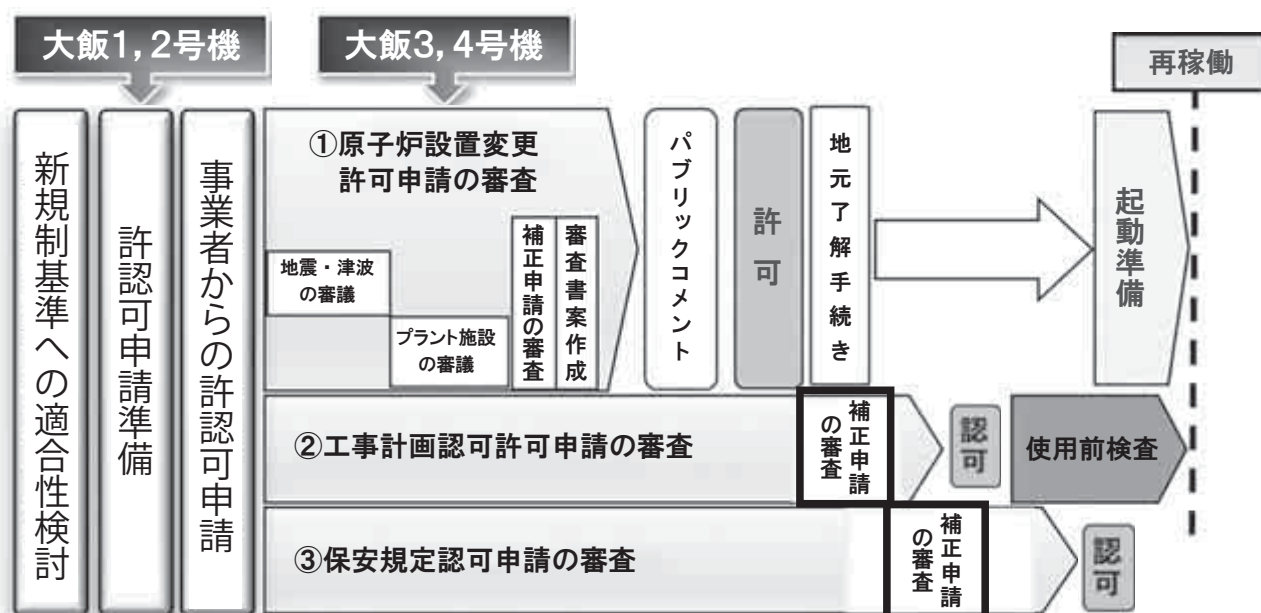 大飯1,2号機
大飯3,4号機
再稼働
新規制基準への適合性検討
許認可申請準備
事業者からの許認可申請
①原子炉設置変更
許可申請の審査
地震・津波
の審議
プラント施設
の審議
補正申請の審査
審査書案作成
パブリックコメント
許可
地元了解手続き
起動準備
②工事計画認可許可申請の審査
補正申請
の審査
認可
使用前検査
③保安規定認可申請の審査
補正申請
の審査
認可